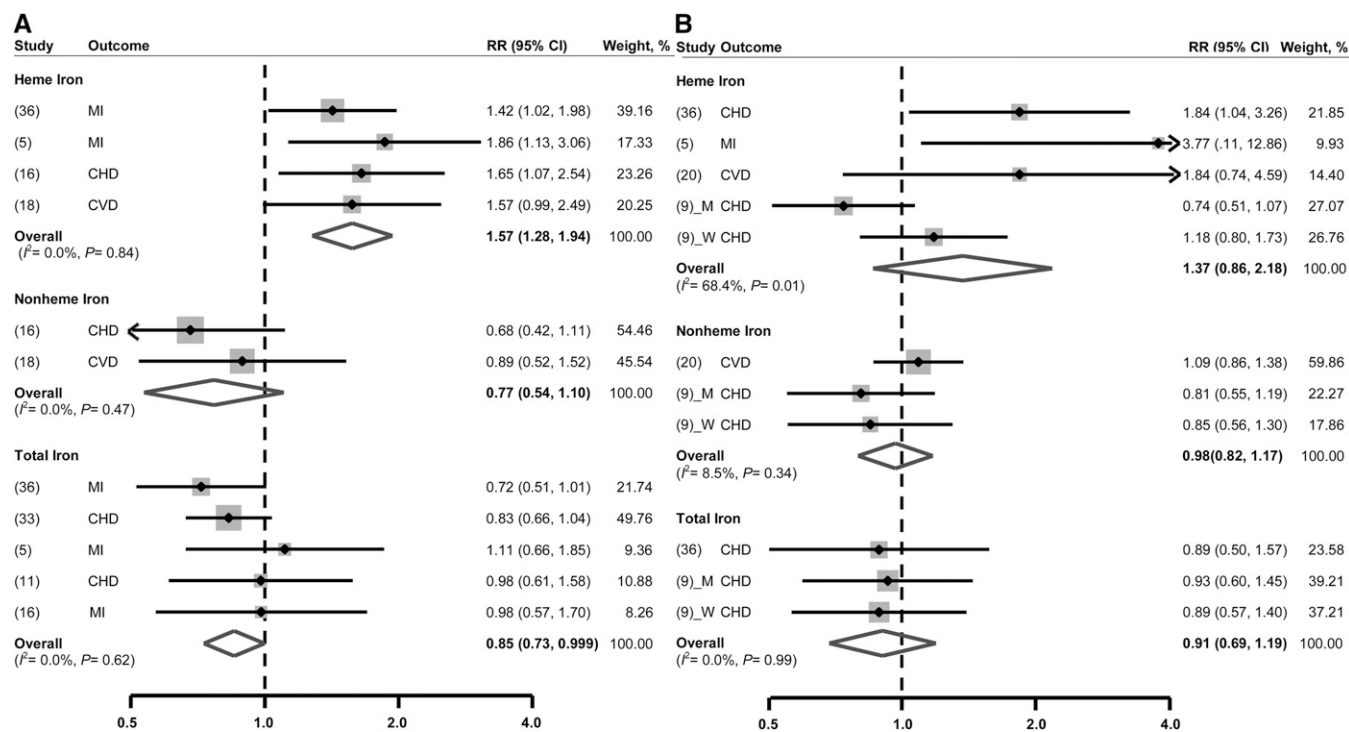 A
Study Outcome RR (95% CI) Weight, %
Heme Iron
(36) MI 1.42 (1.02, 1.98) 39.16
(5) MI 1.86 (1.13, 3.06) 17.33
(16) CHD 1.65 (1.07, 2.54) 23.26
(18) CVD 1.57 (0.99, 2.49) 20.25
Overall 1.57 (1.28, 1.94) 100.00
(I²= 0.0%, P= 0.84)
Nonheme Iron
(16) CHD 0.68 (0.42, 1.11) 54.46
(18) CVD 0.89 (0.52, 1.52) 45.54
Overall 0.77 (0.54, 1.10) 100.00
(I²= 0.0%, P= 0.47)
Total Iron
(36) MI 0.72 (0.51, 1.01) 21.74
(33) CHD 0.83 (0.66, 1.04) 49.76
(5) MI 1.11 (0.66, 1.85) 9.36
(11) CHD 0.98 (0.61, 1.58) 10.88
(16) MI 0.98 (0.57, 1.70) 8.26
Overall 0.85 (0.73, 0.999) 100.00
(I²= 0.0%, P= 0.62)
0.5 1.0 2.0 4.0
B
Study Outcome RR (95% CI) Weight, %
Heme Iron
(36) CHD 1.84 (1.04, 3.26) 21.85
(5) MI 3.77 (.11, 12.86) 9.93
(20) CVD 1.84 (0.74, 4.59) 14.40
(9)_M CHD 0.74 (0.51, 1.07) 27.07
(9)_W CHD 1.18 (0.80, 1.73) 26.76
Overall 1.37 (0.86, 2.18) 100.00
(I²= 68.4%, P= 0.01)
Nonheme Iron
(20) CVD 1.09 (0.86, 1.38) 59.86
(9)_M CHD 0.81 (0.55, 1.19) 22.27
(9)_W CHD 0.85 (0.56, 1.30) 17.86
Overall 0.98(0.82, 1.17) 100.00
(I²= 8.5%, P= 0.34)
Total Iron
(36) CHD 0.89 (0.50, 1.57) 23.58
(9)_M CHD 0.93 (0.60, 1.45) 39.21
(9)_W CHD 0.89 (0.57, 1.40) 37.21
Overall 0.91 (0.69, 1.19) 100.00
(I²= 0.0%, P= 0.99)
0.5 1.0 2.0 4.0